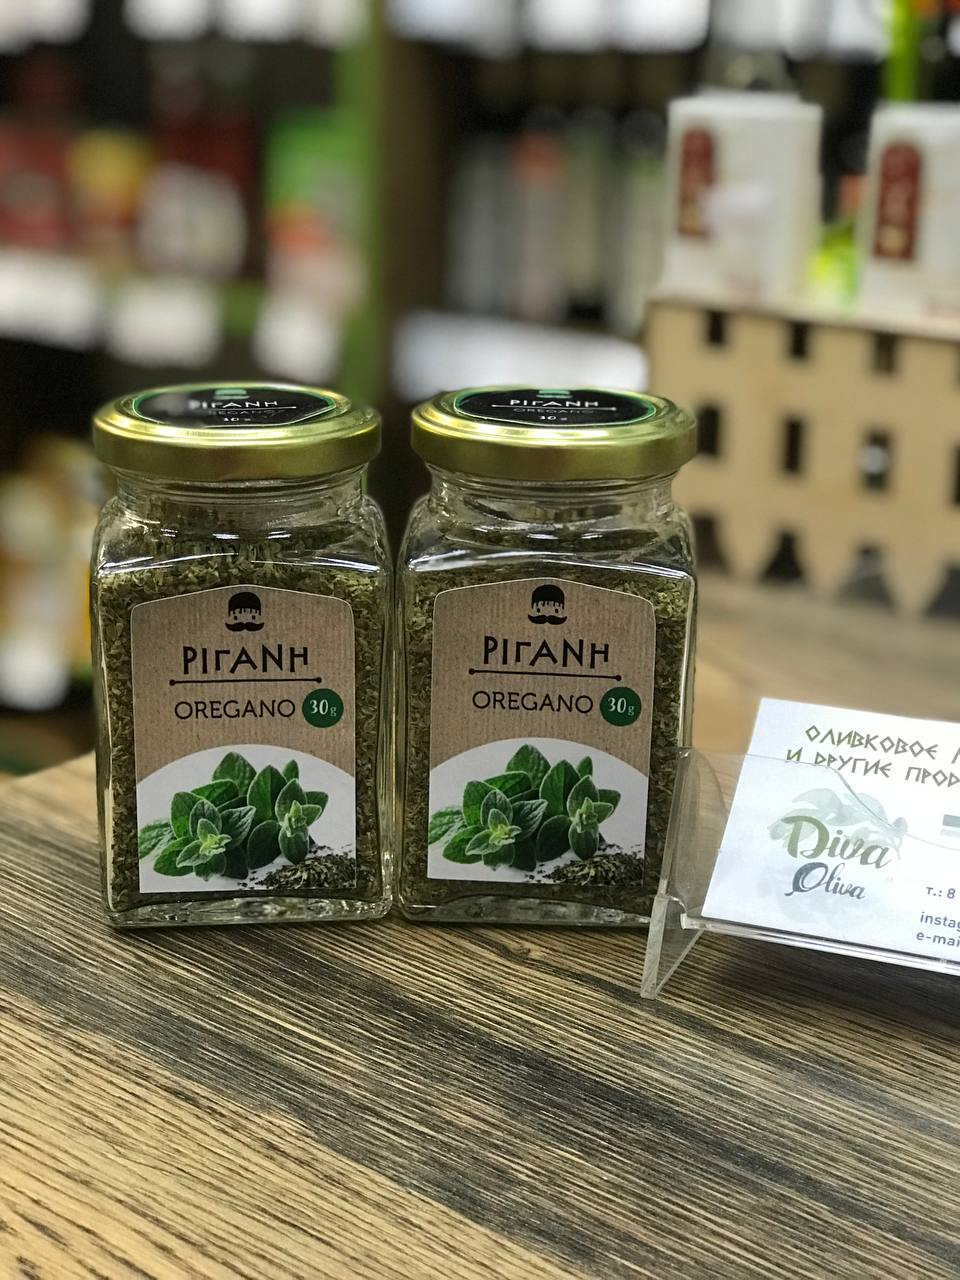 ΡΙΓΑΝΗ
OREGANO
30 g
ΡΙΓΑΝΗ
OREGANO
30 g
ΡΙΓΑΝΗ
OREGANO 30g
ΡΙΓΑΝΗ
OREGANO 30g
ОЛИВКОВОЕ
И ДРУГИЕ
Diva
Oliva
т.: 8